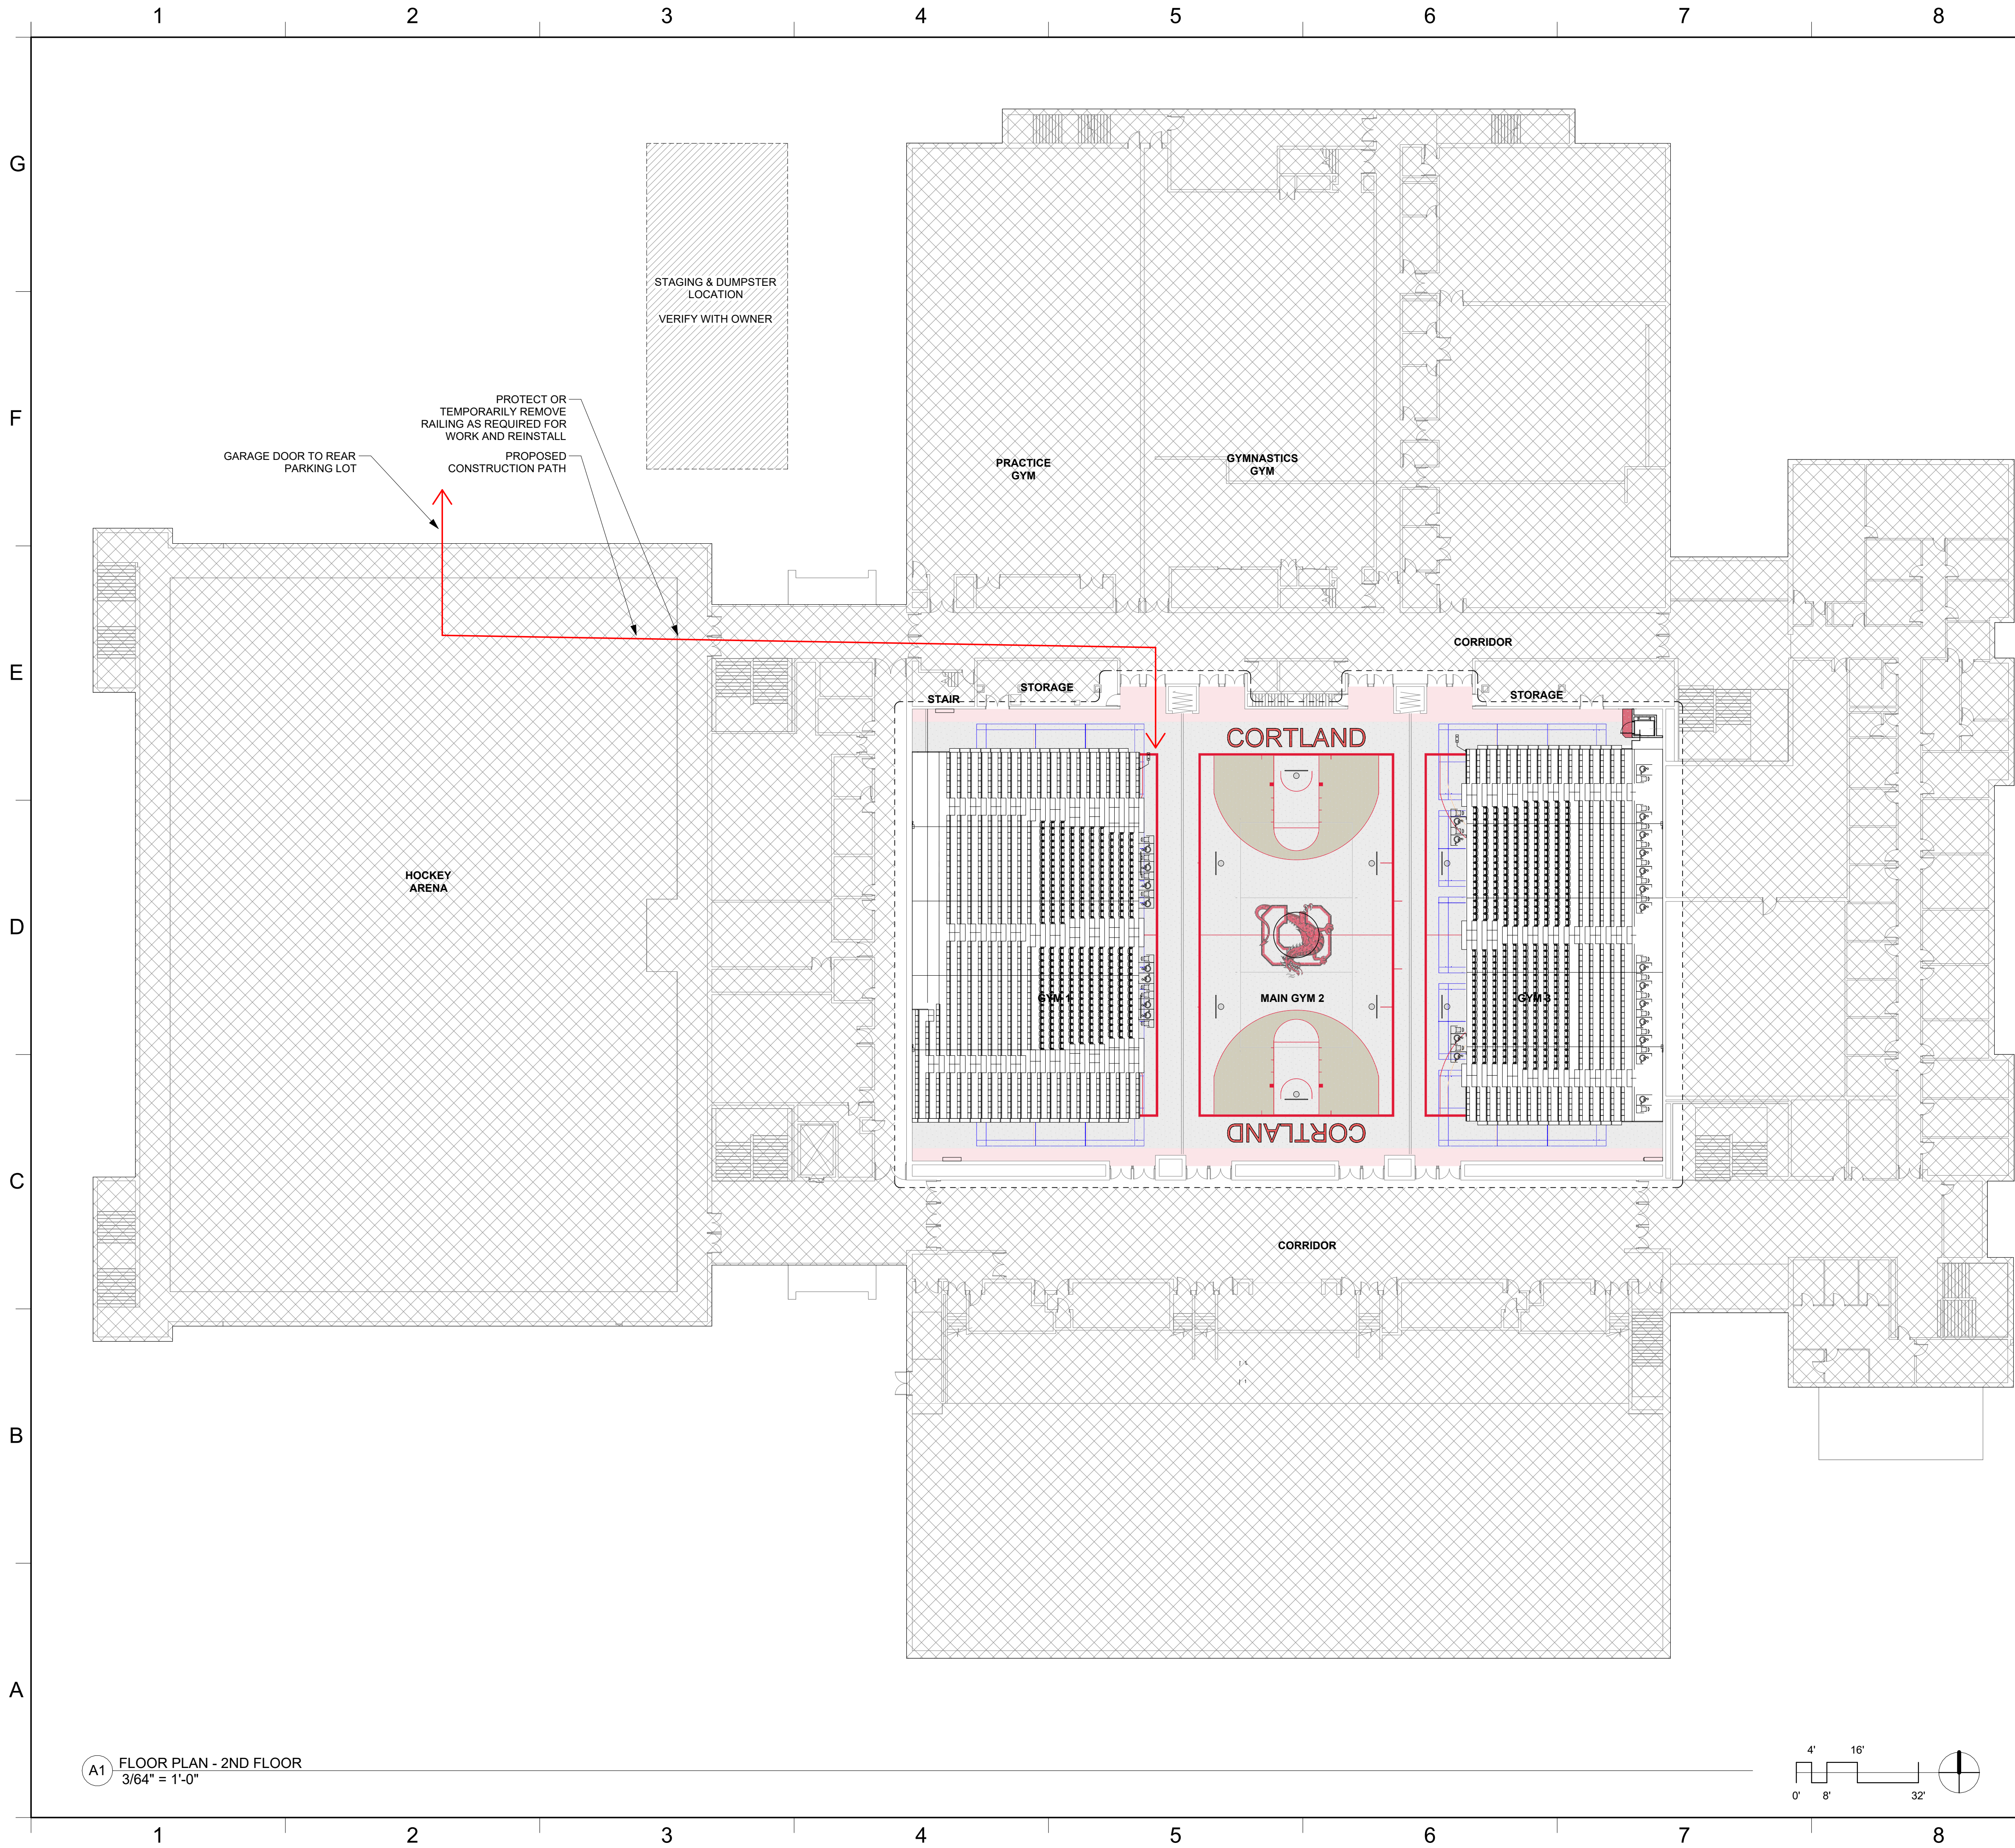 1 2 3 4 5 6 7 8
G
F
E
D
C
B
A
STAGING & DUMPSTER
LOCATION
VERIFY WITH OWNER
PROTECT OR
TEMPORARILY REMOVE
RAILING AS REQUIRED FOR
WORK AND REINSTALL
GARAGE DOOR TO REAR
PARKING LOT
PROPOSED
CONSTRUCTION PATH
PRACTICE
GYM
GYMNASTICS
GYM
CORRIDOR
STAIR
STORAGE
STORAGE
CORTLAND
HOCKEY
ARENA
GYM 1
MAIN GYM 2
GYM 3
CORTLAND
CORRIDOR
A1
FLOOR PLAN - 2ND FLOOR
3/64" = 1'-0"
4' 16'
0' 8' 32'
1 2 3 4 5 6 7 8